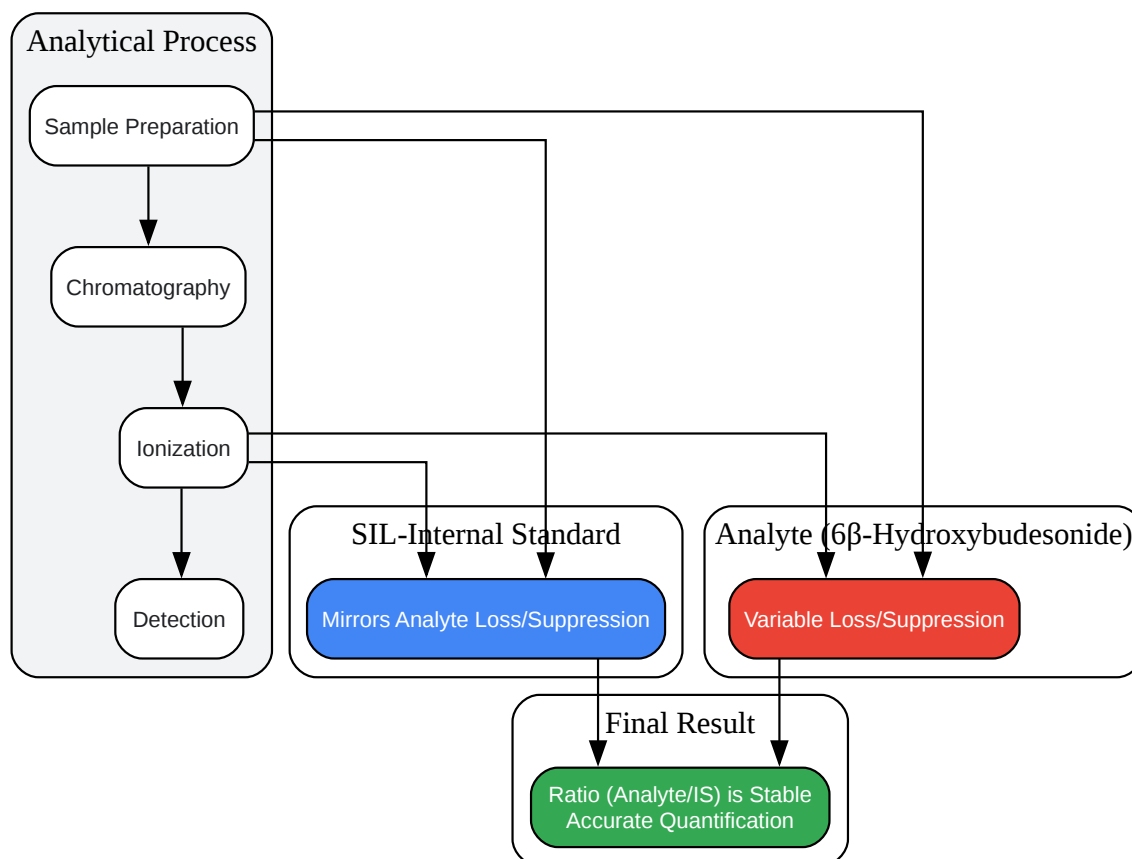 Analytical Process
Sample Preparation
Chromatography
Ionization
Detection
SIL-Internal Standard
Mirrors Analyte Loss/Suppression
Analyte (6β-Hydroxybudesonide)
Variable Loss/Suppression
Final Result
Ratio (Analyte/IS) is Stable
Accurate Quantification